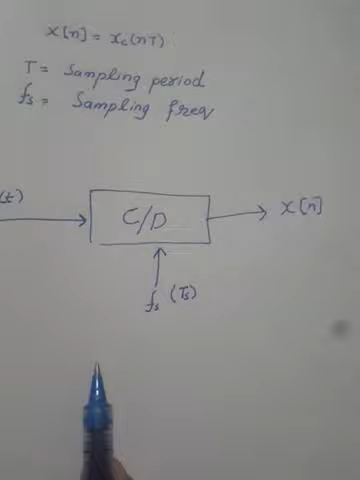 x[n] = xc(nT)
T = Sampling period
fs = Sampling freq
(t)
C/D
x[n]
fs (Ts)